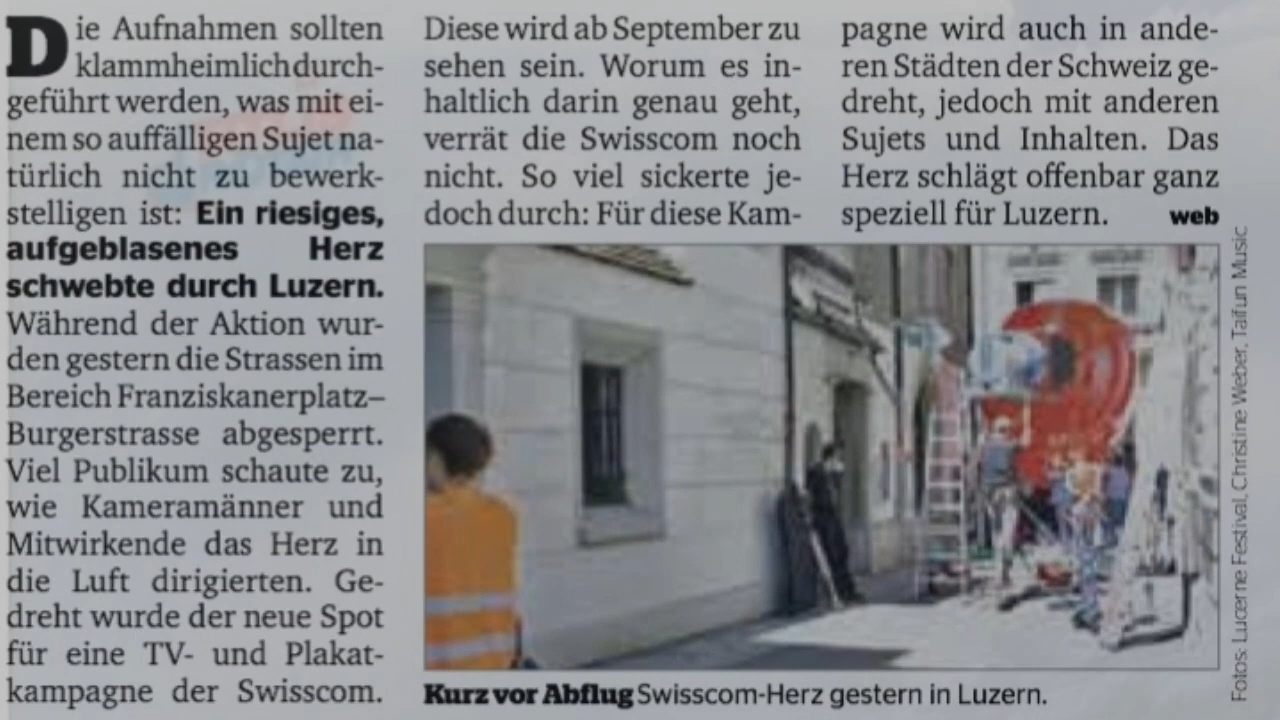 Die Aufnahmen sollten
klammheimlich durch-
geführt werden, was mit ei-
nem so auffälligen Sujet na-
türlich nicht zu bewerk-
stelligen ist: Ein riesiges,
aufgeblasenes Herz
schwebte durch Luzern.
Während der Aktion wur-
den gestern die Strassen im
Bereich Franziskanerplatz–
Burgerstrasse abgesperrt.
Viel Publikum schaute zu,
wie Kameramänner und
Mitwirkende das Herz in
die Luft dirigierten. Ge-
dreht wurde der neue Spot
für eine TV- und Plakat-
kampagne der Swisscom.
Diese wird ab September zu
sehen sein. Worum es in-
haltlich darin genau geht,
verrät die Swisscom noch
nicht. So viel sickerte je-
doch durch: Für diese Kam-
pagne wird auch in ande-
ren Städten der Schweiz ge-
dreht, jedoch mit anderen
Sujets und Inhalten. Das
Herz schlägt offenbar ganz
speziell für Luzern. web
Kurz vor Abflug Swisscom-Herz gestern in Luzern.
Fotos: Lucerne Festival, Christine Weber, Taifun Music